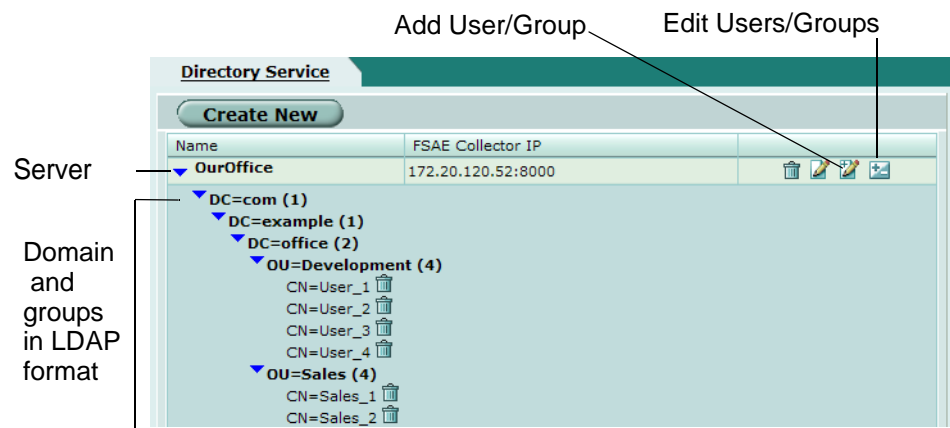 Add User/Group
Edit Users/Groups
Directory Service
Create New
Name
FSAE Collector IP
Server
OurOffice
172.20.120.52:8000
Domain
and
groups
in LDAP
format
DC=com (1)
DC=example (1)
DC=office (2)
OU=Development (4)
CN=User_1
CN=User_2
CN=User_3
CN=User_4
OU=Sales (4)
CN=Sales_1
CN=Sales_2